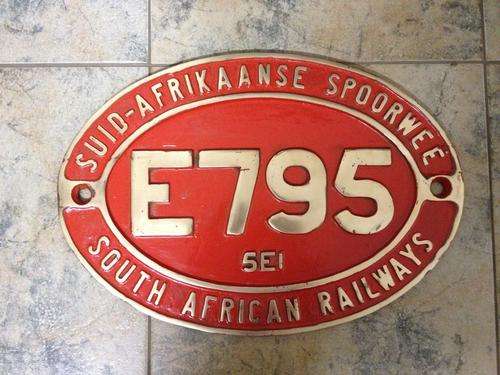 SUID-AFRIKAANSE SPOORWEË
E795
5E1
SOUTH AFRICAN RAILWAYS